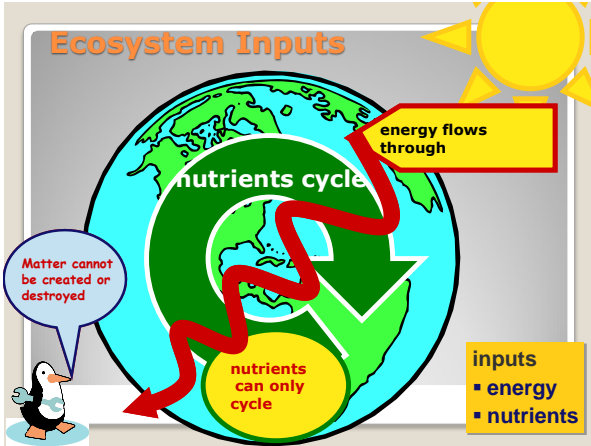 Ecosystem Inputs
energy flows
through
nutrients cycle
Matter cannot
be created or
destroyed
nutrients
can only
cycle
inputs
▪ energy
▪ nutrients